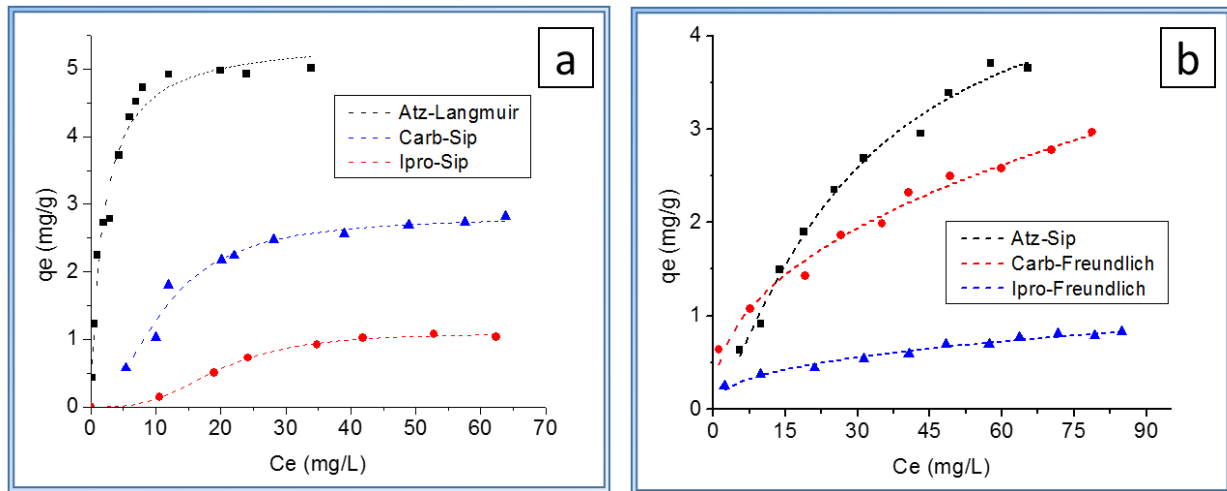 a
5
4
3
2
1
0
qe (mg/g)
Atz-Langmuir
Carb-Sip
Ipro-Sip
0 10 20 30 40 50 60 70
Ce (mg/L)
b
4
3
2
1
0
qe (mg/g)
Atz-Sip
Carb-Freundlich
Ipro-Freundlich
0 15 30 45 60 75 90
Ce (mg/L)